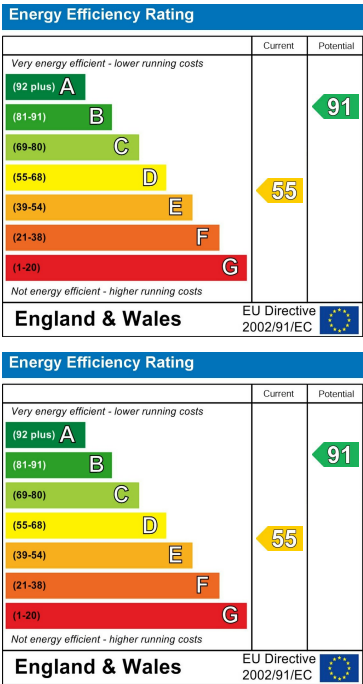 Energy Efficiency Rating
Current Potential
Very energy efficient - lower running costs
(92 plus) A
(81-91) B
91
(69-80) C
(55-68) D
55
(39-54) E
(21-38) F
(1-20) G
Not energy efficient - higher running costs
England & Wales
EU Directive
2002/91/EC
Energy Efficiency Rating
Current Potential
Very energy efficient - lower running costs
(92 plus) A
(81-91) B
91
(69-80) C
(55-68) D
55
(39-54) E
(21-38) F
(1-20) G
Not energy efficient - higher running costs
England & Wales
EU Directive
2002/91/EC